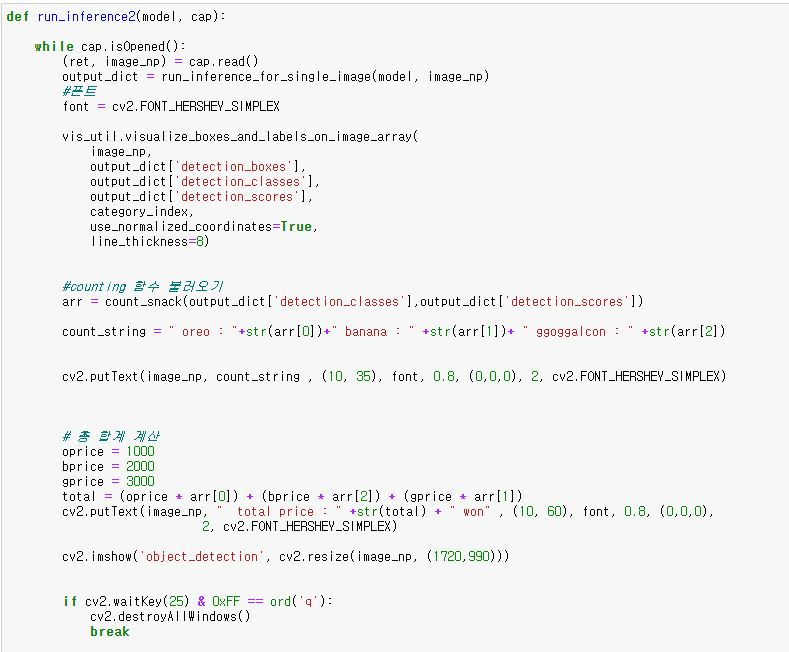 def run_inference2(model, cap):
while cap.isOpened():
(ret, image_np) = cap.read()
output_dict = run_inference_for_single_image(model, image_np)
#폰트
font = cv2.FONT_HERSHEY_SIMPLEX
vis_util.visualize_boxes_and_labels_on_image_array(
image_np,
output_dict['detection_boxes'],
output_dict['detection_classes'],
output_dict['detection_scores'],
category_index,
use_normalized_coordinates=True,
line_thickness=8)
#counting 함수 불러오기
arr = count_snack(output_dict['detection_classes'],output_dict['detection_scores'])
count_string = " oreo : "+str(arr[0])+" banana : " +str(arr[1])+ " ggoggalcon : " +str(arr[2])
cv2.putText(image_np, count_string , (10, 35), font, 0.8, (0,0,0), 2, cv2.FONT_HERSHEY_SIMPLEX)
# 총 합계 계산
oprice = 1000
bprice = 2000
gprice = 3000
total = (oprice * arr[0]) + (bprice * arr[2]) + (gprice * arr[1])
cv2.putText(image_np, "  total price : " +str(total) + " won" , (10, 60), font, 0.8, (0,0,0),
2, cv2.FONT_HERSHEY_SIMPLEX)
cv2.imshow('object_detection', cv2.resize(image_np, (1720,990)))
if cv2.waitKey(25) & 0xFF == ord('q'):
cv2.destroyAllWindows()
break